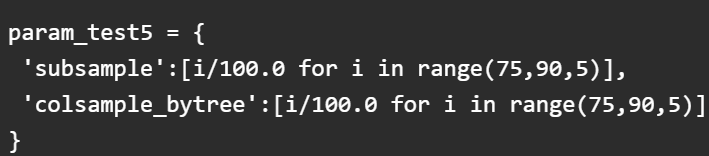 param_test5 = {
 'subsample':[i/100.0 for i in range(75,90,5)],
 'colsample_bytree':[i/100.0 for i in range(75,90,5)]
}